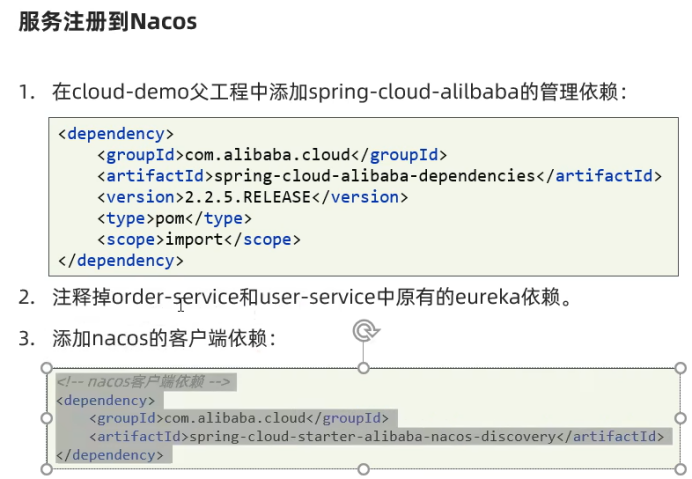 服务注册到Nacos
1. 在cloud-demo父工程中添加spring-cloud-alilbaba的管理依赖：
<dependency>
    <groupId>com.alibaba.cloud</groupId>
    <artifactId>spring-cloud-alibaba-dependencies</artifactId>
    <version>2.2.5.RELEASE</version>
    <type>pom</type>
    <scope>import</scope>
</dependency>
2. 注释掉order-service和user-service中原有的eureka依赖。
3. 添加nacos的客户端依赖：
<!-- nacos客户端依赖 -->
<dependency>
    <groupId>com.alibaba.cloud</groupId>
    <artifactId>spring-cloud-starter-alibaba-nacos-discovery</artifactId>
</dependency>